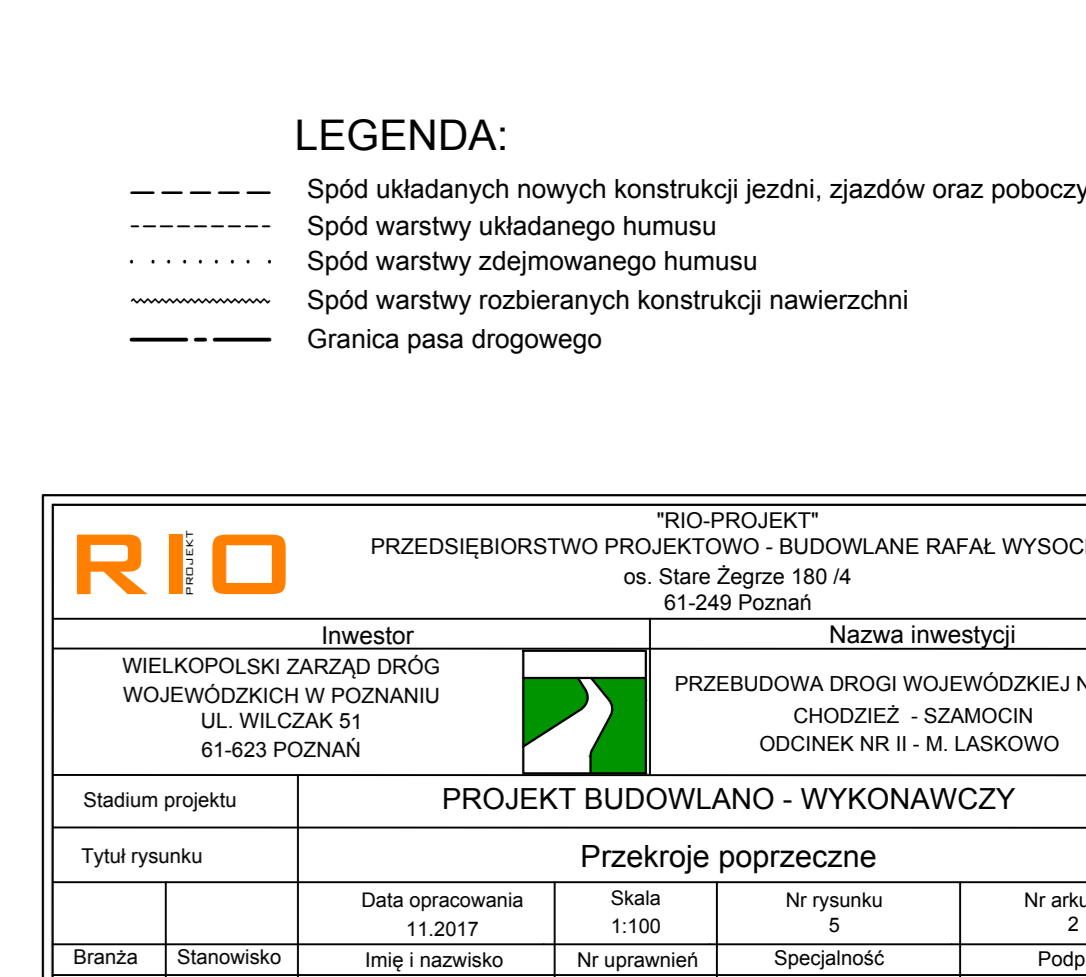 LEGENDA:
Spód układanych nowych konstrukcji jezdni, zjazdów oraz poboczy
Spód warstwy układanego humusu
Spód warstwy zdejmowanego humusu
Spód warstwy rozbieranych konstrukcji nawierzchni
Granica pasa drogowego
RIO
PROJEKT
"RIO-PROJEKT"
PRZEDSIĘBIORSTWO PROJEKTOWO - BUDOWLANE RAFAŁ
os. Stare Żegrze 180 /4
61-249 Poznań
Inwestor
Nazwa inwestycji
WIELKOPOLSKI ZARZĄD DRÓG
WOJEWÓDZKICH W POZNANIU
UL. WILCZAK 51
61-623 POZNAŃ
PRZEBUDOWA DROGI WOJEWÓDZKIEJ
CHODZIEŻ - SZAMOCIN
ODCINEK NR II - M. LASKOWO
Stadium projektu
PROJEKT BUDOWLANO - WYKONAWCZY
Tytuł rysunku
Przekroje poprzeczne
Data opracowania
11.2017
Skala
1:100
Nr rysunku
5
Nr
2
Branża
Stanowisko
Imię i nazwisko
Nr uprawnień
Specjalność